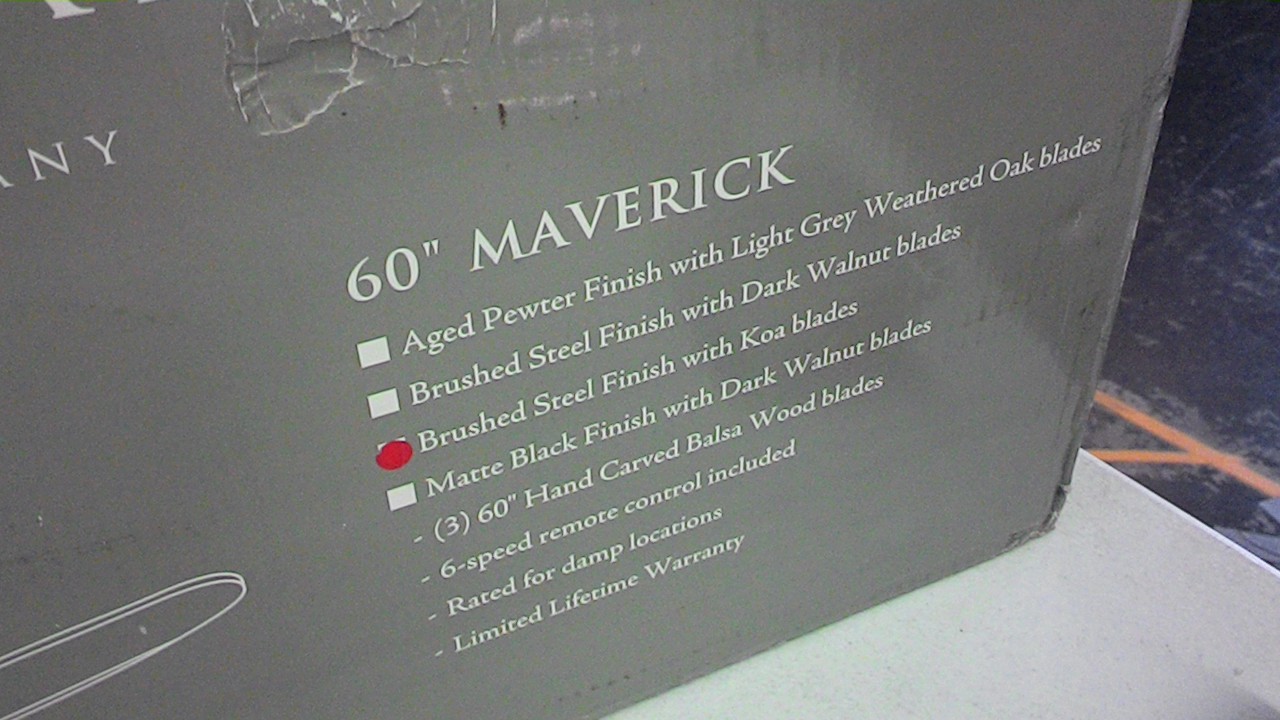 NY
60" MAVERICK
Aged Pewter Finish with Light Grey Weathered Oak blades
Brushed Steel Finish with Dark Walnut blades
Brushed Steel Finish with Koa blades
Matte Black Finish with Dark Walnut blades
- (3) 60" Hand Carved Balsa Wood blades
- 6-speed remote control included
- Rated for damp locations
- Limited Lifetime Warranty